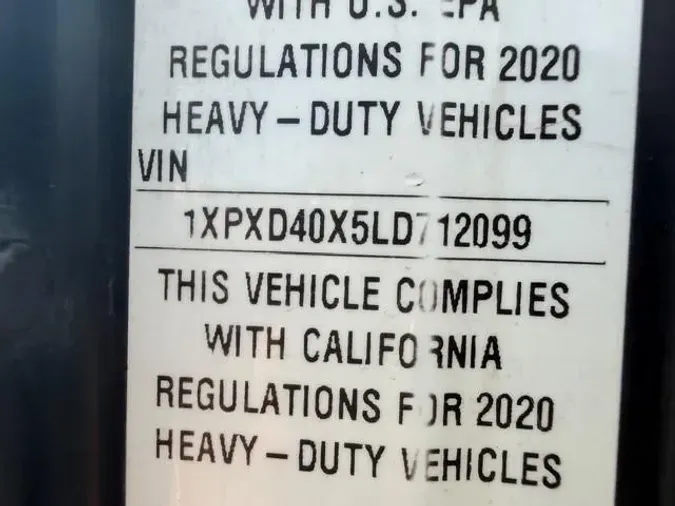 WITH U.S. EPA
REGULATIONS FOR 2020
HEAVY-DUTY VEHICLES
VIN
1XPXD40X5LD712099
THIS VEHICLE COMPLIES
WITH CALIFORNIA
REGULATIONS FOR 2020
HEAVY-DUTY VEHICLES